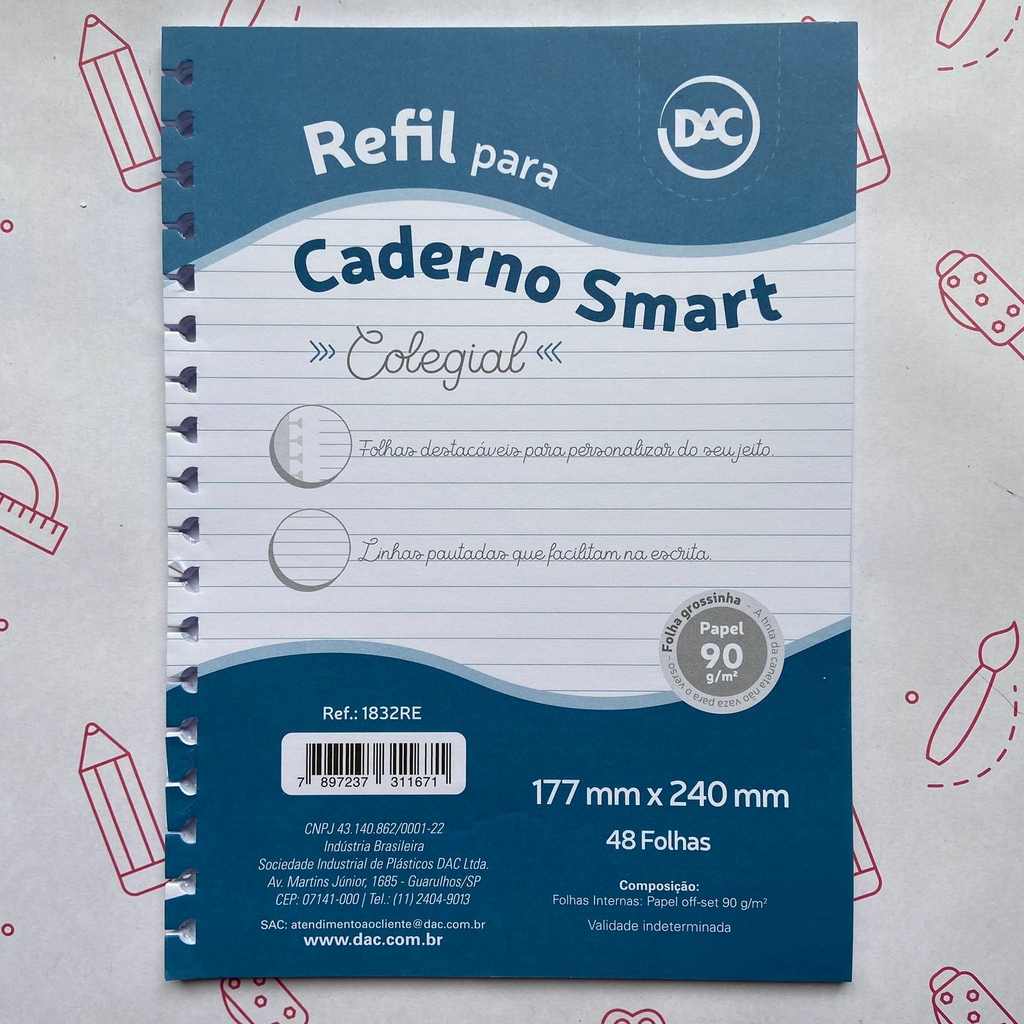 DAC
Refil para
Caderno Smart
»» Colegial ««
Folhas destacáveis para personalizar do seu jeito.
Linhas pautadas que facilitam na escrita.
Folha grossinha - A tinta da caneta não vaza para o verso -
Papel
90
g/m²
Ref.: 1832RE
7 897237 311671
177 mm x 240 mm
48 Folhas
CNPJ 43.140.862/0001-22
Indústria Brasileira
Sociedade Industrial de Plásticos DAC Ltda.
Av. Martins Júnior, 1685 - Guarulhos/SP
CEP: 07141-000 | Tel.: (11) 2404-9013
SAC: atendimentoaocliente@dac.com.br
www.dac.com.br
Composição:
Folhas Internas: Papel off-set 90 g/m²
Validade indeterminada